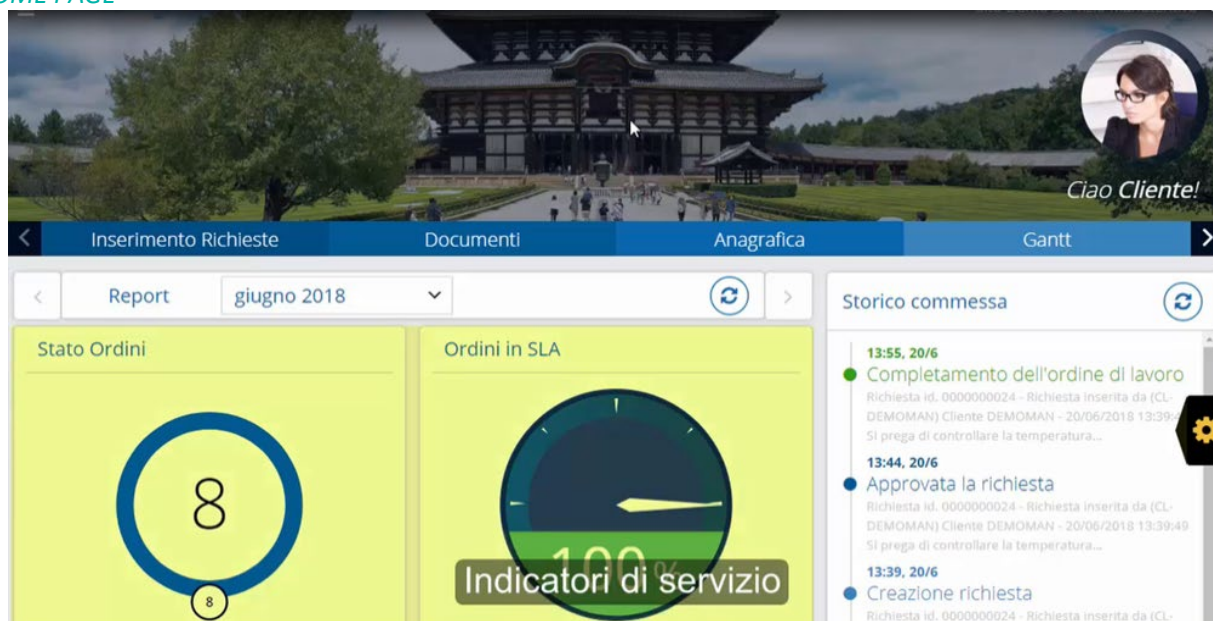 Ciao Cliente!
Inserimento Richieste
Documenti
Anagrafica
Gantt
Report
giugno 2018
Storico commessa
Stato Ordini
Ordini in SLA
8
8
100%
Indicatori di servizio
13:55, 20/6
Completamento dell'ordine di lavoro
Richiesta id. 0000000024 - Richiesta inserita da (CL-
DEMOMAN) Cliente DEMOMAN - 20/06/2018 13:39:4
Si prega di controllare la temperatura...
13:44, 20/6
Approvata la richiesta
Richiesta id. 0000000024 - Richiesta inserita da (CL-
DEMOMAN) Cliente DEMOMAN - 20/06/2018 13:39:49
Si prega di controllare la temperatura...
13:39, 20/6
Creazione richiesta
Richiesta id. 0000000024 - Richiesta inserita da (CL-